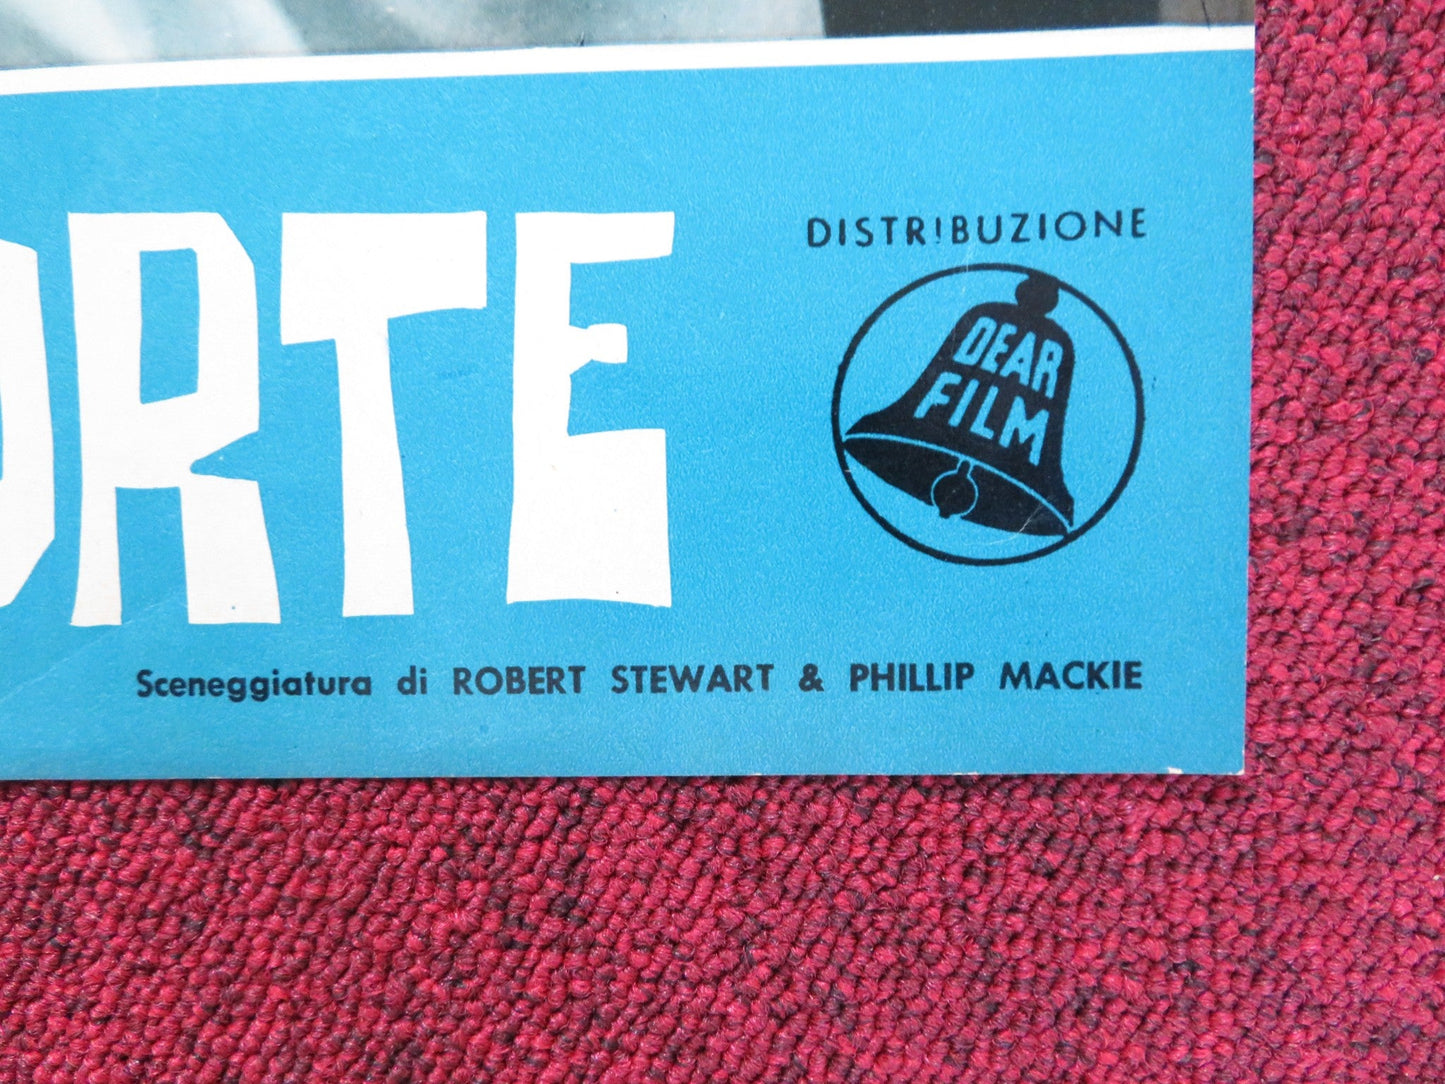 ORTE
DISTRIBUZIONE
DEAR
FILM
Sceneggiatura di ROBERT STEWART & PHILLIP MACKIE